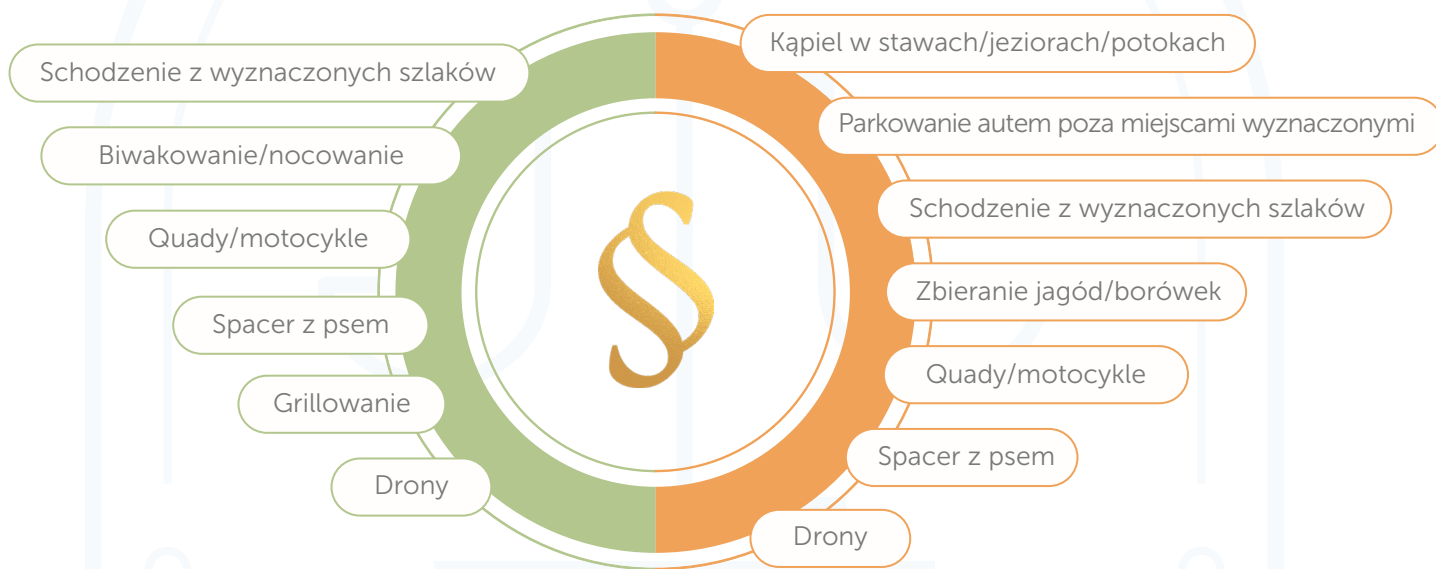 Schodzenie z wyznaczonych szlaków
Biwakowanie/nocowanie
Quady/motocykle
Spacer z psem
Grillowanie
Drony
§
Kąpiel w stawach/jeziorach/potokach
Parkowanie autem poza miejscami wyznaczonymi
Schodzenie z wyznaczonych szlaków
Zbieranie jagód/borówek
Quady/motocykle
Spacer z psem
Drony